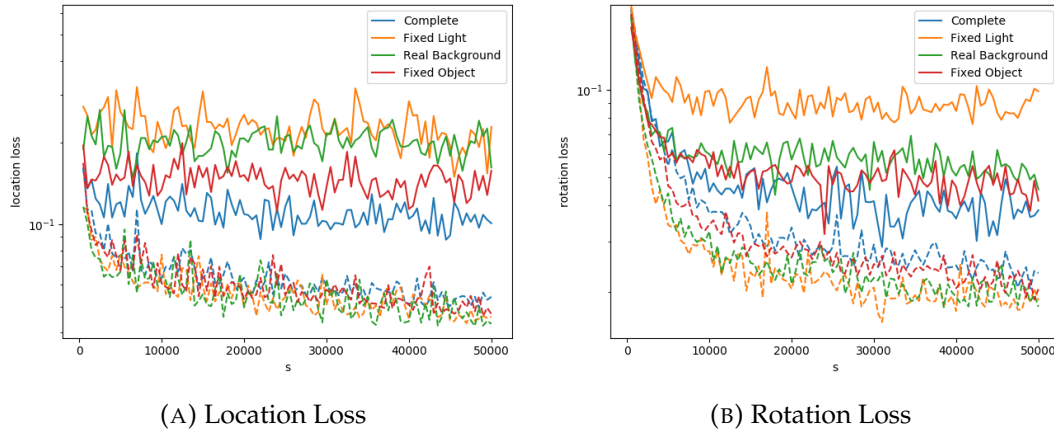 Complete
Fixed Light
Real Background
Fixed Object
location loss
10⁻¹
0
10000
20000
30000
40000
50000
s
(A) Location Loss
Complete
Fixed Light
Real Background
Fixed Object
rotation loss
10⁻¹
0
10000
20000
30000
40000
50000
s
(B) Rotation Loss